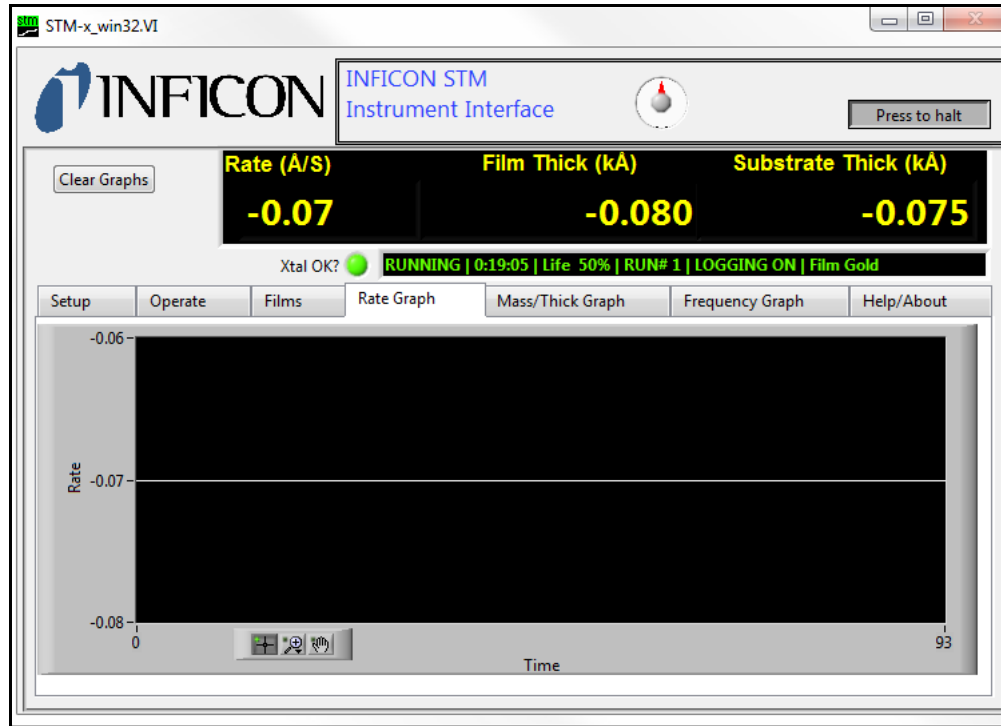 stm
STM-x_win32.VI
INFICON
INFICON STM
Instrument Interface
Press to halt
Clear Graphs
Rate (Å/S) Film Thick (kÅ) Substrate Thick (kÅ)
-0.07 -0.080 -0.075
Xtal OK? RUNNING | 0:19:05 | Life 50% | RUN# 1 | LOGGING ON | Film Gold
Setup Operate Films Rate Graph Mass/Thick Graph Frequency Graph Help/About
-0.06
Rate
-0.07
-0.08
0 93
Time